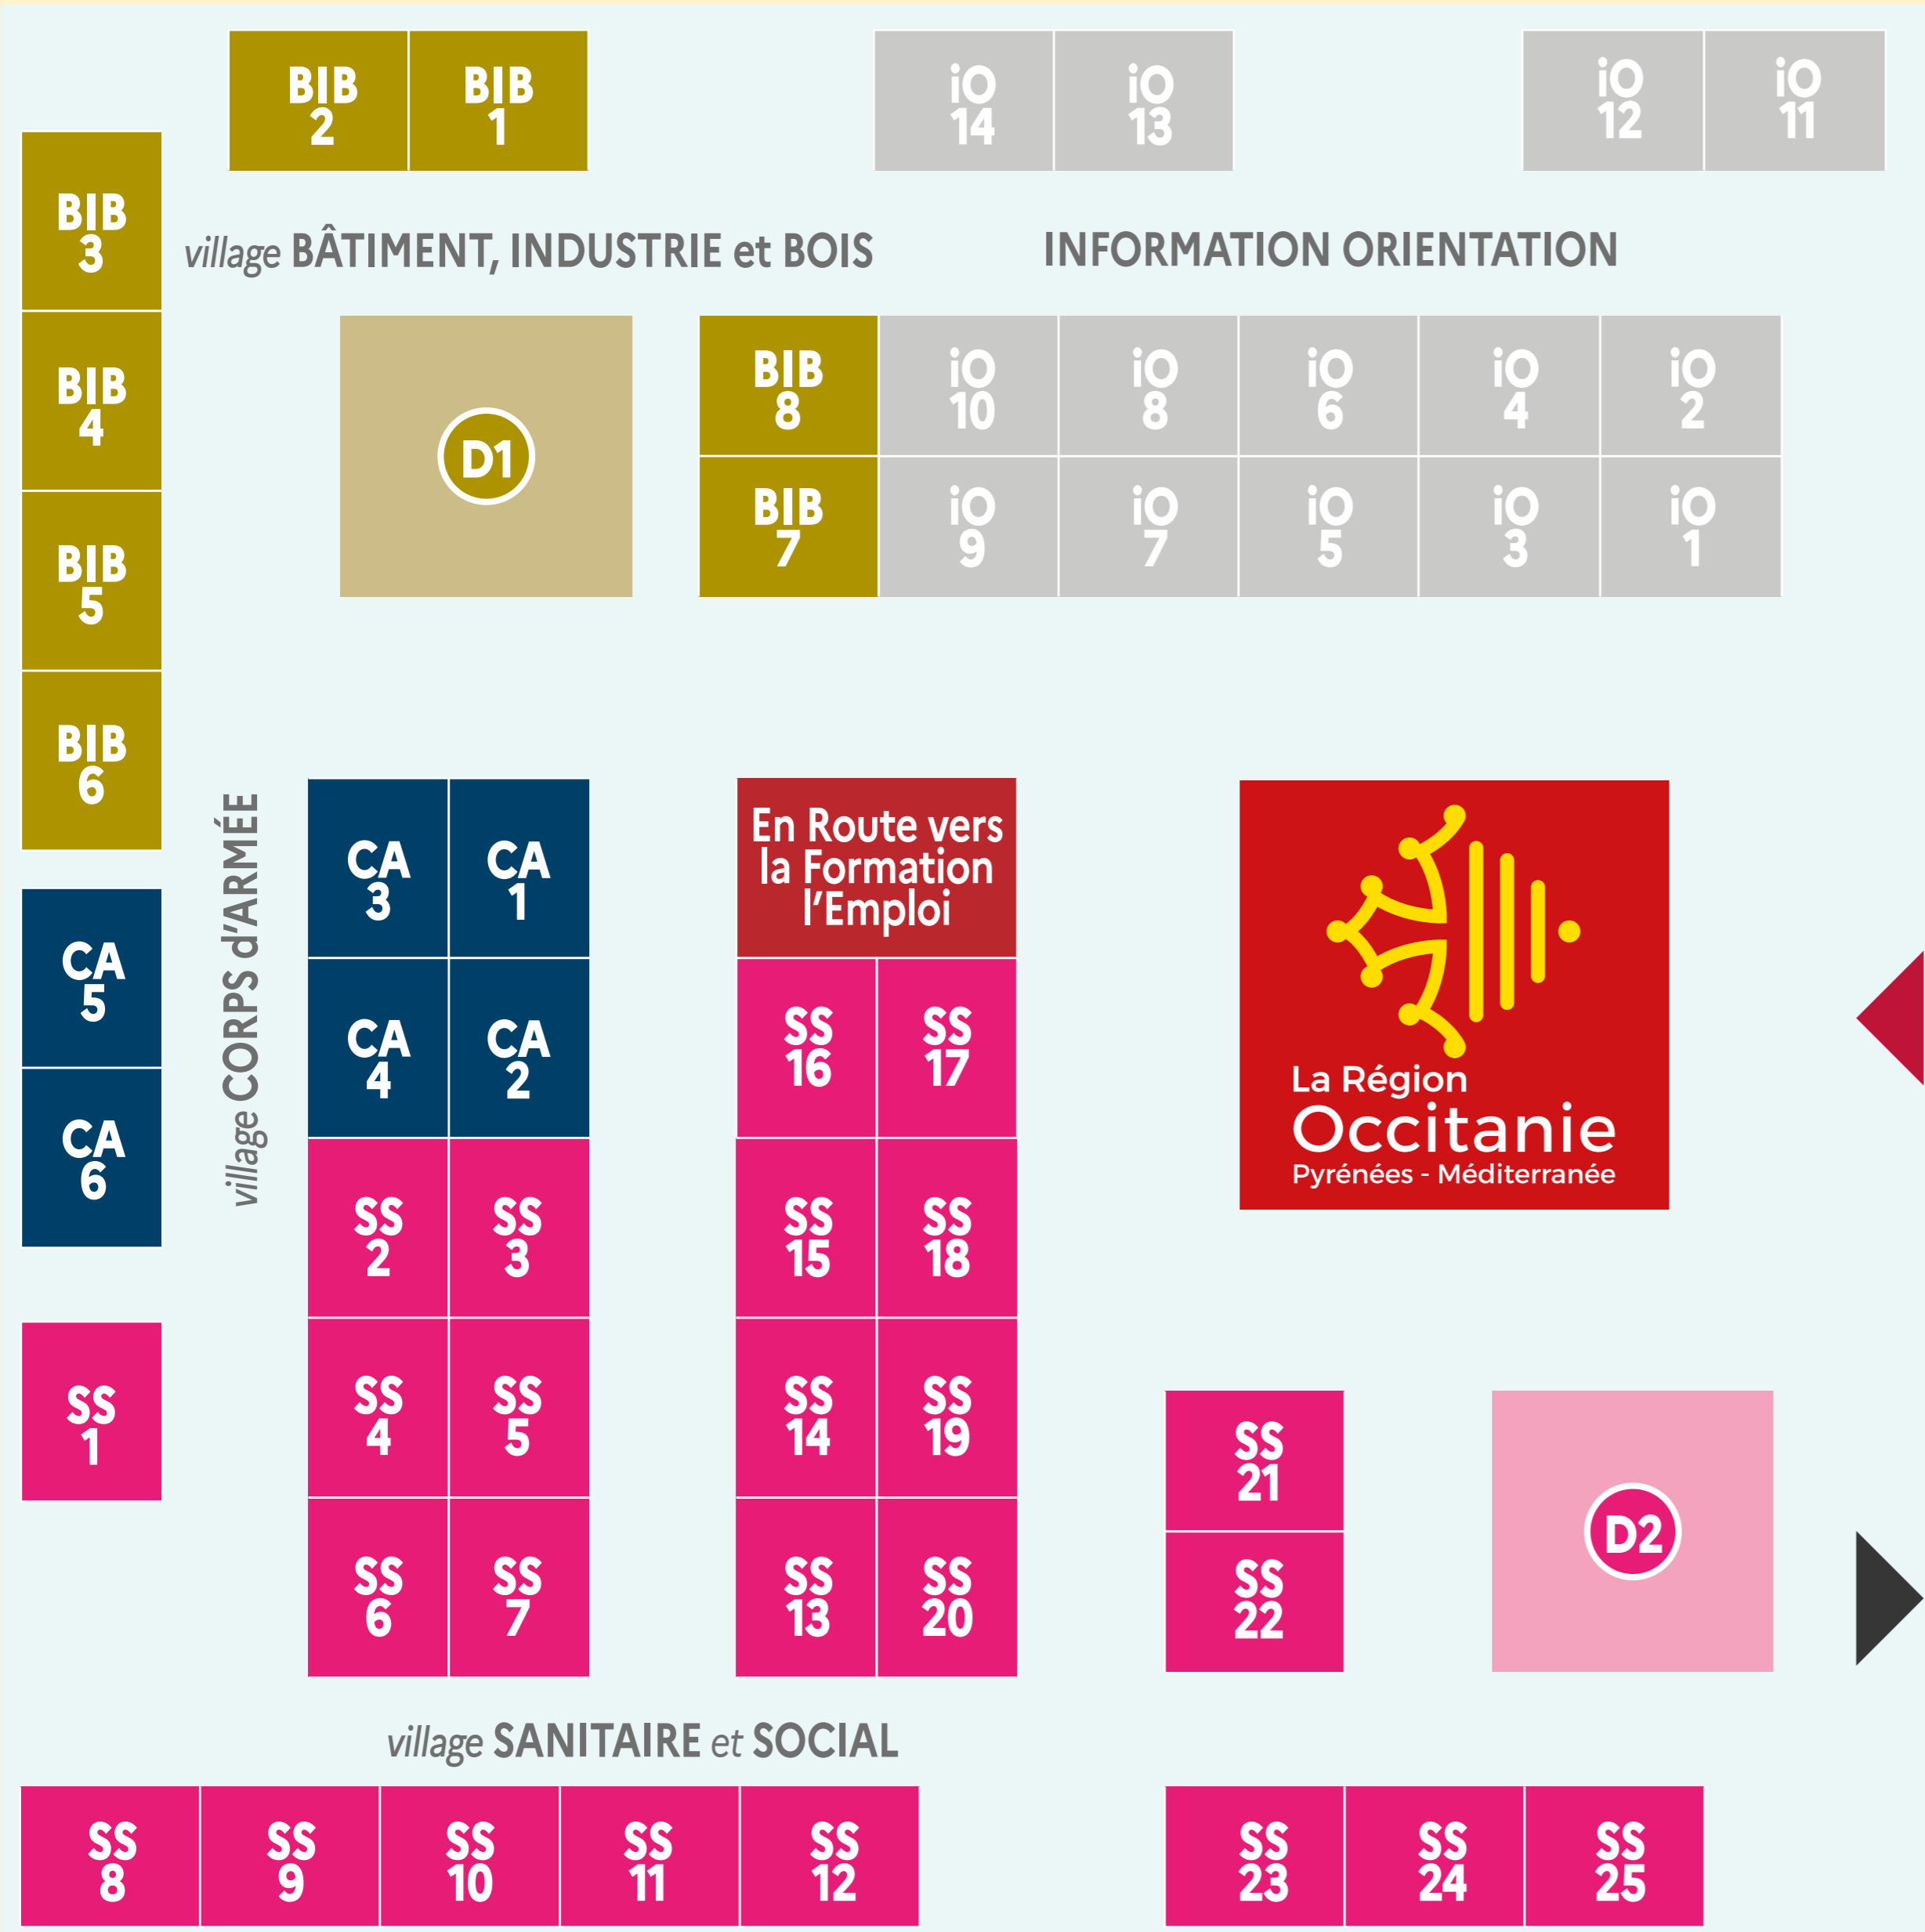 BIB
2
BIB
1
iO
14
iO
13
iO
12
iO
11
BIB
3
village BÂTIMENT, INDUSTRIE et BOIS
INFORMATION ORIENTATION
BIB
4
D1
BIB
8
iO
10
iO
8
iO
6
iO
4
iO
2
BIB
7
iO
9
iO
7
iO
5
iO
3
iO
1
BIB
5
BIB
6
village CORPS d'ARMÉE
CA
3
CA
1
En Route vers
la Formation
l'Emploi
CA
5
CA
4
CA
2
SS
16
SS
17
La Région
Occitanie
Pyrénées - Méditerranée
CA
6
SS
2
SS
3
SS
15
SS
18
SS
1
SS
4
SS
5
SS
14
SS
19
SS
21
D2
SS
6
SS
7
SS
13
SS
20
SS
22
village SANITAIRE et SOCIAL
SS
8
SS
9
SS
10
SS
11
SS
12
SS
23
SS
24
SS
25